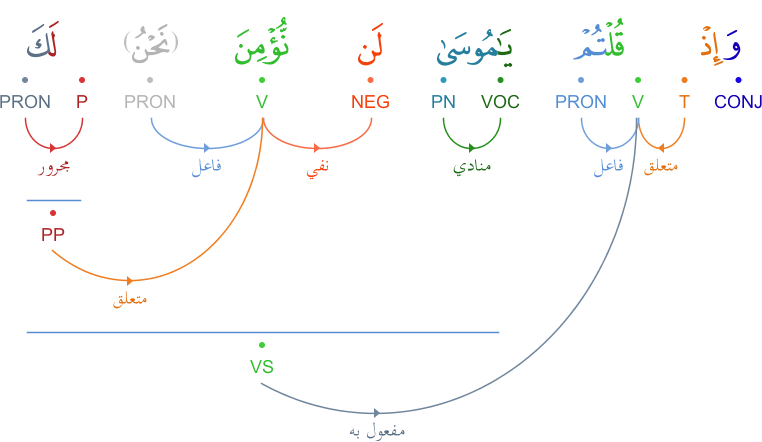 وَإِذْ قُلْتُمْ يَٰمُوسَىٰ لَن نُّؤْمِنَ (نَحْنُ) لَكَ
CONJ T V PRON VOC PN NEG V PRON P PRON
متعلق فاعل منادي نفي فاعل مجرور
PP
متعلق
VS
مفعول به